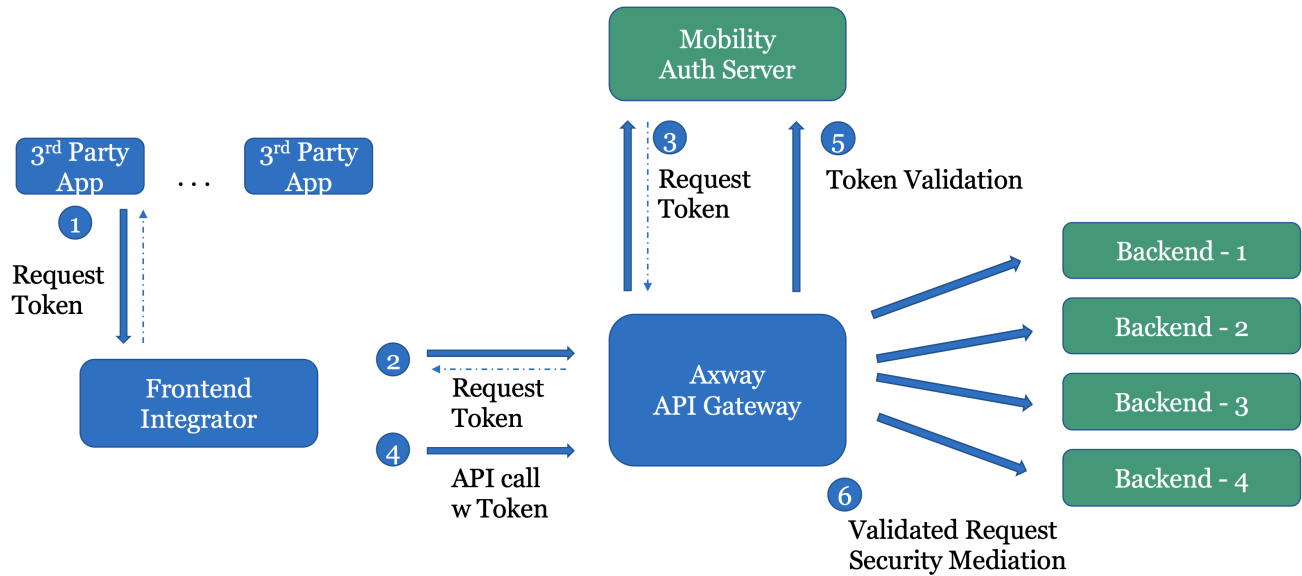 Mobility
Auth Server
3rd Party
App
...
3rd Party
App
1
Request
Token
3
Request
Token
5
Token Validation
Frontend
Integrator
2
Request
Token
4
API call
w Token
Axway
API Gateway
Backend - 1
Backend - 2
Backend - 3
Backend - 4
6
Validated Request
Security Mediation